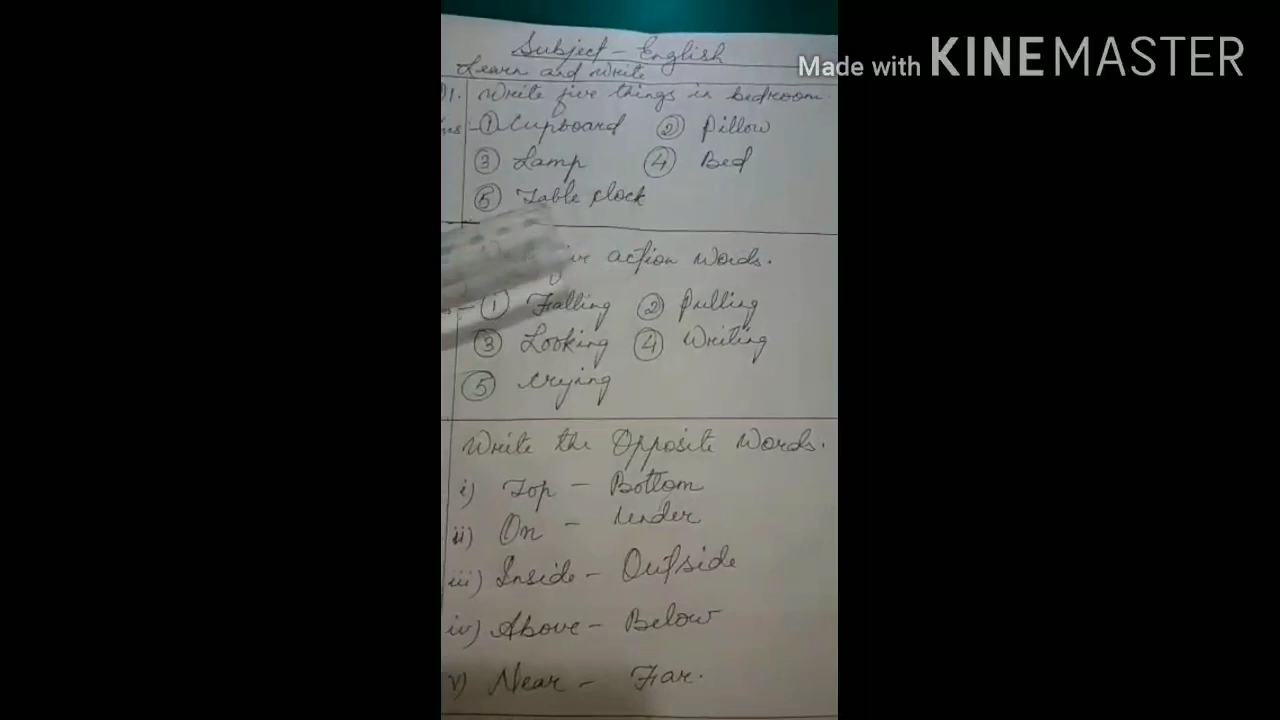 Made with KINEMASTER
Subject - English
Learn and Write
1. Write five things in bedroom.
Ans - ① Cupboard ② Pillow
③ Lamp ④ Bed
⑤ Table clock
action words.
① Falling ② Pulling
③ Looking ④ Writing
⑤ Crying
Write the Opposite Words.
i) Top - Bottom
ii) On - Under
iii) Inside - Outside
iv) Above - Below
v) Near - Far.